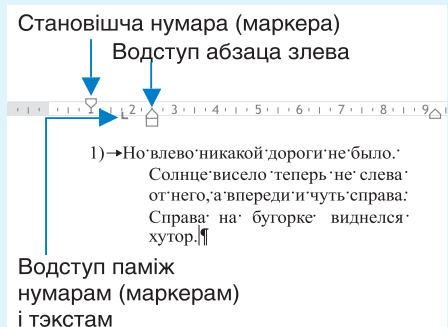 Становішча нумара (маркера)
Водступ абзаца злева
1 2 3 4 5 6 7 8 9
1)→Но·влево·никакой·дороги·не·было.·
Солнце·висело·теперь·не·слева·
от·него,·а·впереди·и·чуть·справа.·
Справа·на·бугорке·виднелся·
хутор.¶
Водступ паміж
нумарам (маркерам)
і тэкстам